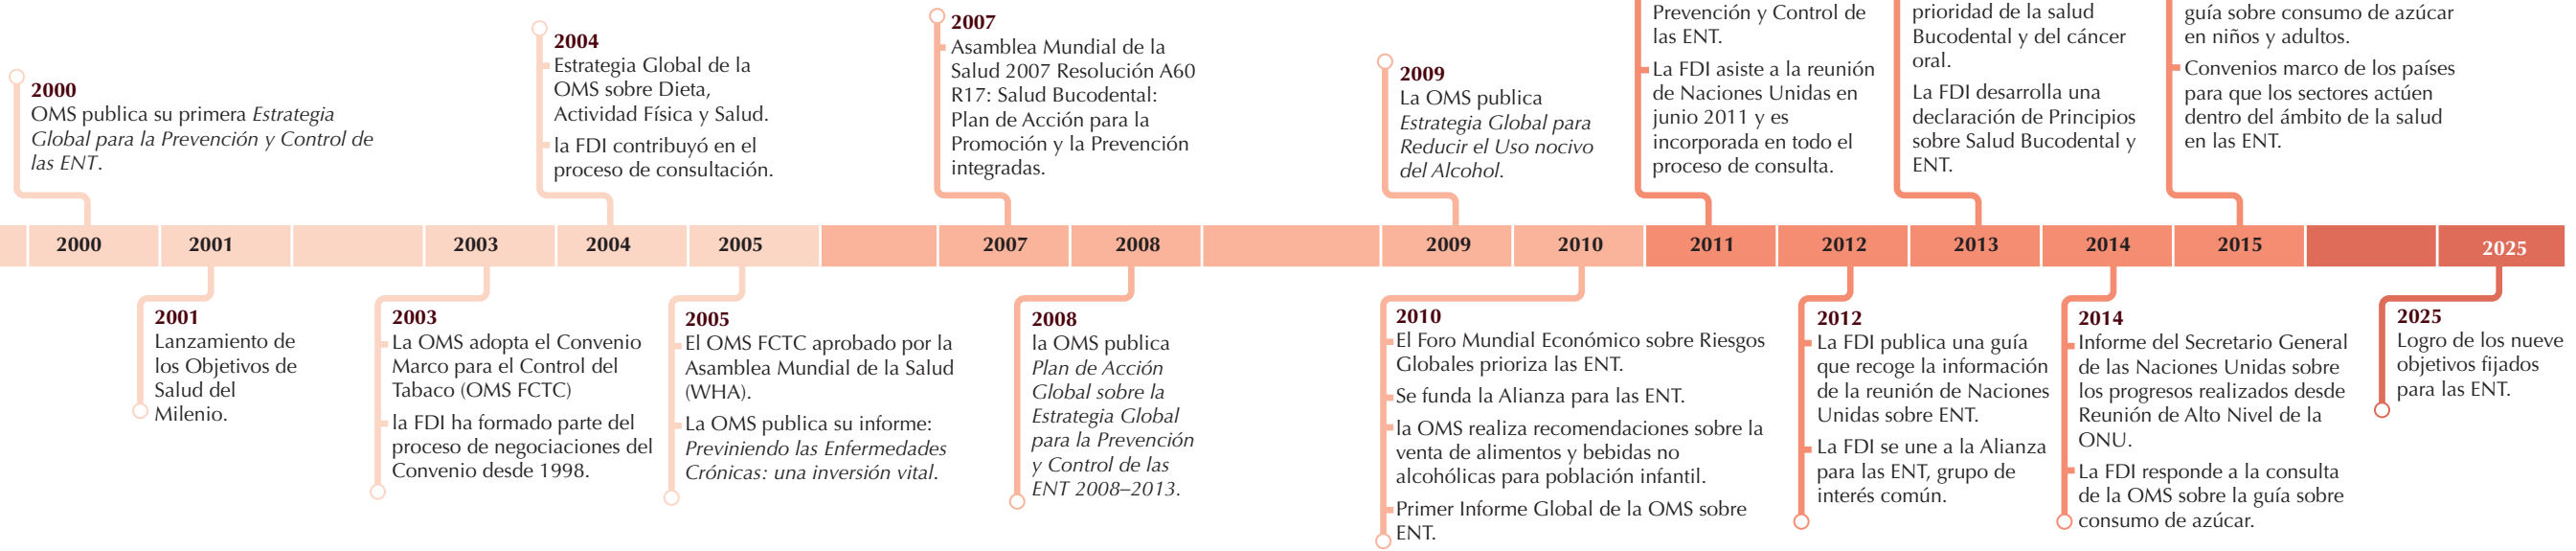 2000
OMS publica su primera Estrategia
Global para la Prevención y Control de
las ENT.
2004
Estrategia Global de la
OMS sobre Dieta,
Actividad Física y Salud.
la FDI contribuyó en el
proceso de consultación.
2007
Asamblea Mundial de la
Salud 2007 Resolución A60
R17: Salud Bucodental:
Plan de Acción para la
Promoción y la Prevención
integradas.
2009
La OMS publica
Estrategia Global para
Reducir el Uso nocivo
del Alcohol.
Prevención y Control de
las ENT.
La FDI asiste a la reunión
de Naciones Unidas en
junio 2011 y es
incorporada en todo el
proceso de consulta.
prioridad de la salud
Bucodental y del cáncer
oral.
La FDI desarrolla una
declaración de Principios
sobre Salud Bucodental y
ENT.
guía sobre consumo de azúcar
en niños y adultos.
Convenios marco de los países
para que los sectores actúen
dentro del ámbito de la salud
en las ENT.
2000 2001 2003 2004 2005 2007 2008 2009 2010 2011 2012 2013 2014 2015 2025
2001
Lanzamiento de
los Objetivos de
Salud del
Milenio.
2003
La OMS adopta el Convenio
Marco para el Control del
Tabaco (OMS FCTC)
la FDI ha formado parte del
proceso de negociaciones del
Convenio desde 1998.
2005
El OMS FCTC aprobado por la
Asamblea Mundial de la Salud
(WHA).
La OMS publica su informe:
Previniendo las Enfermedades
Crónicas: una inversión vital.
2008
la OMS publica
Plan de Acción
Global sobre la
Estrategia Global
para la Prevención
y Control de las
ENT 2008–2013.
2010
El Foro Mundial Económico sobre Riesgos
Globales prioriza las ENT.
Se funda la Alianza para las ENT.
la OMS realiza recomendaciones sobre la
venta de alimentos y bebidas no
alcohólicas para población infantil.
Primer Informe Global de la OMS sobre
ENT.
2012
La FDI publica una guía
que recoge la información
de la reunión de Naciones
Unidas sobre ENT.
La FDI se une a la Alianza
para las ENT, grupo de
interés común.
2014
Informe del Secretario General
de las Naciones Unidas sobre
los progresos realizados desde
Reunión de Alto Nivel de la
ONU.
La FDI responde a la consulta
de la OMS sobre la guía sobre
consumo de azúcar.
2025
Logro de los nueve
objetivos fijados
para las ENT.